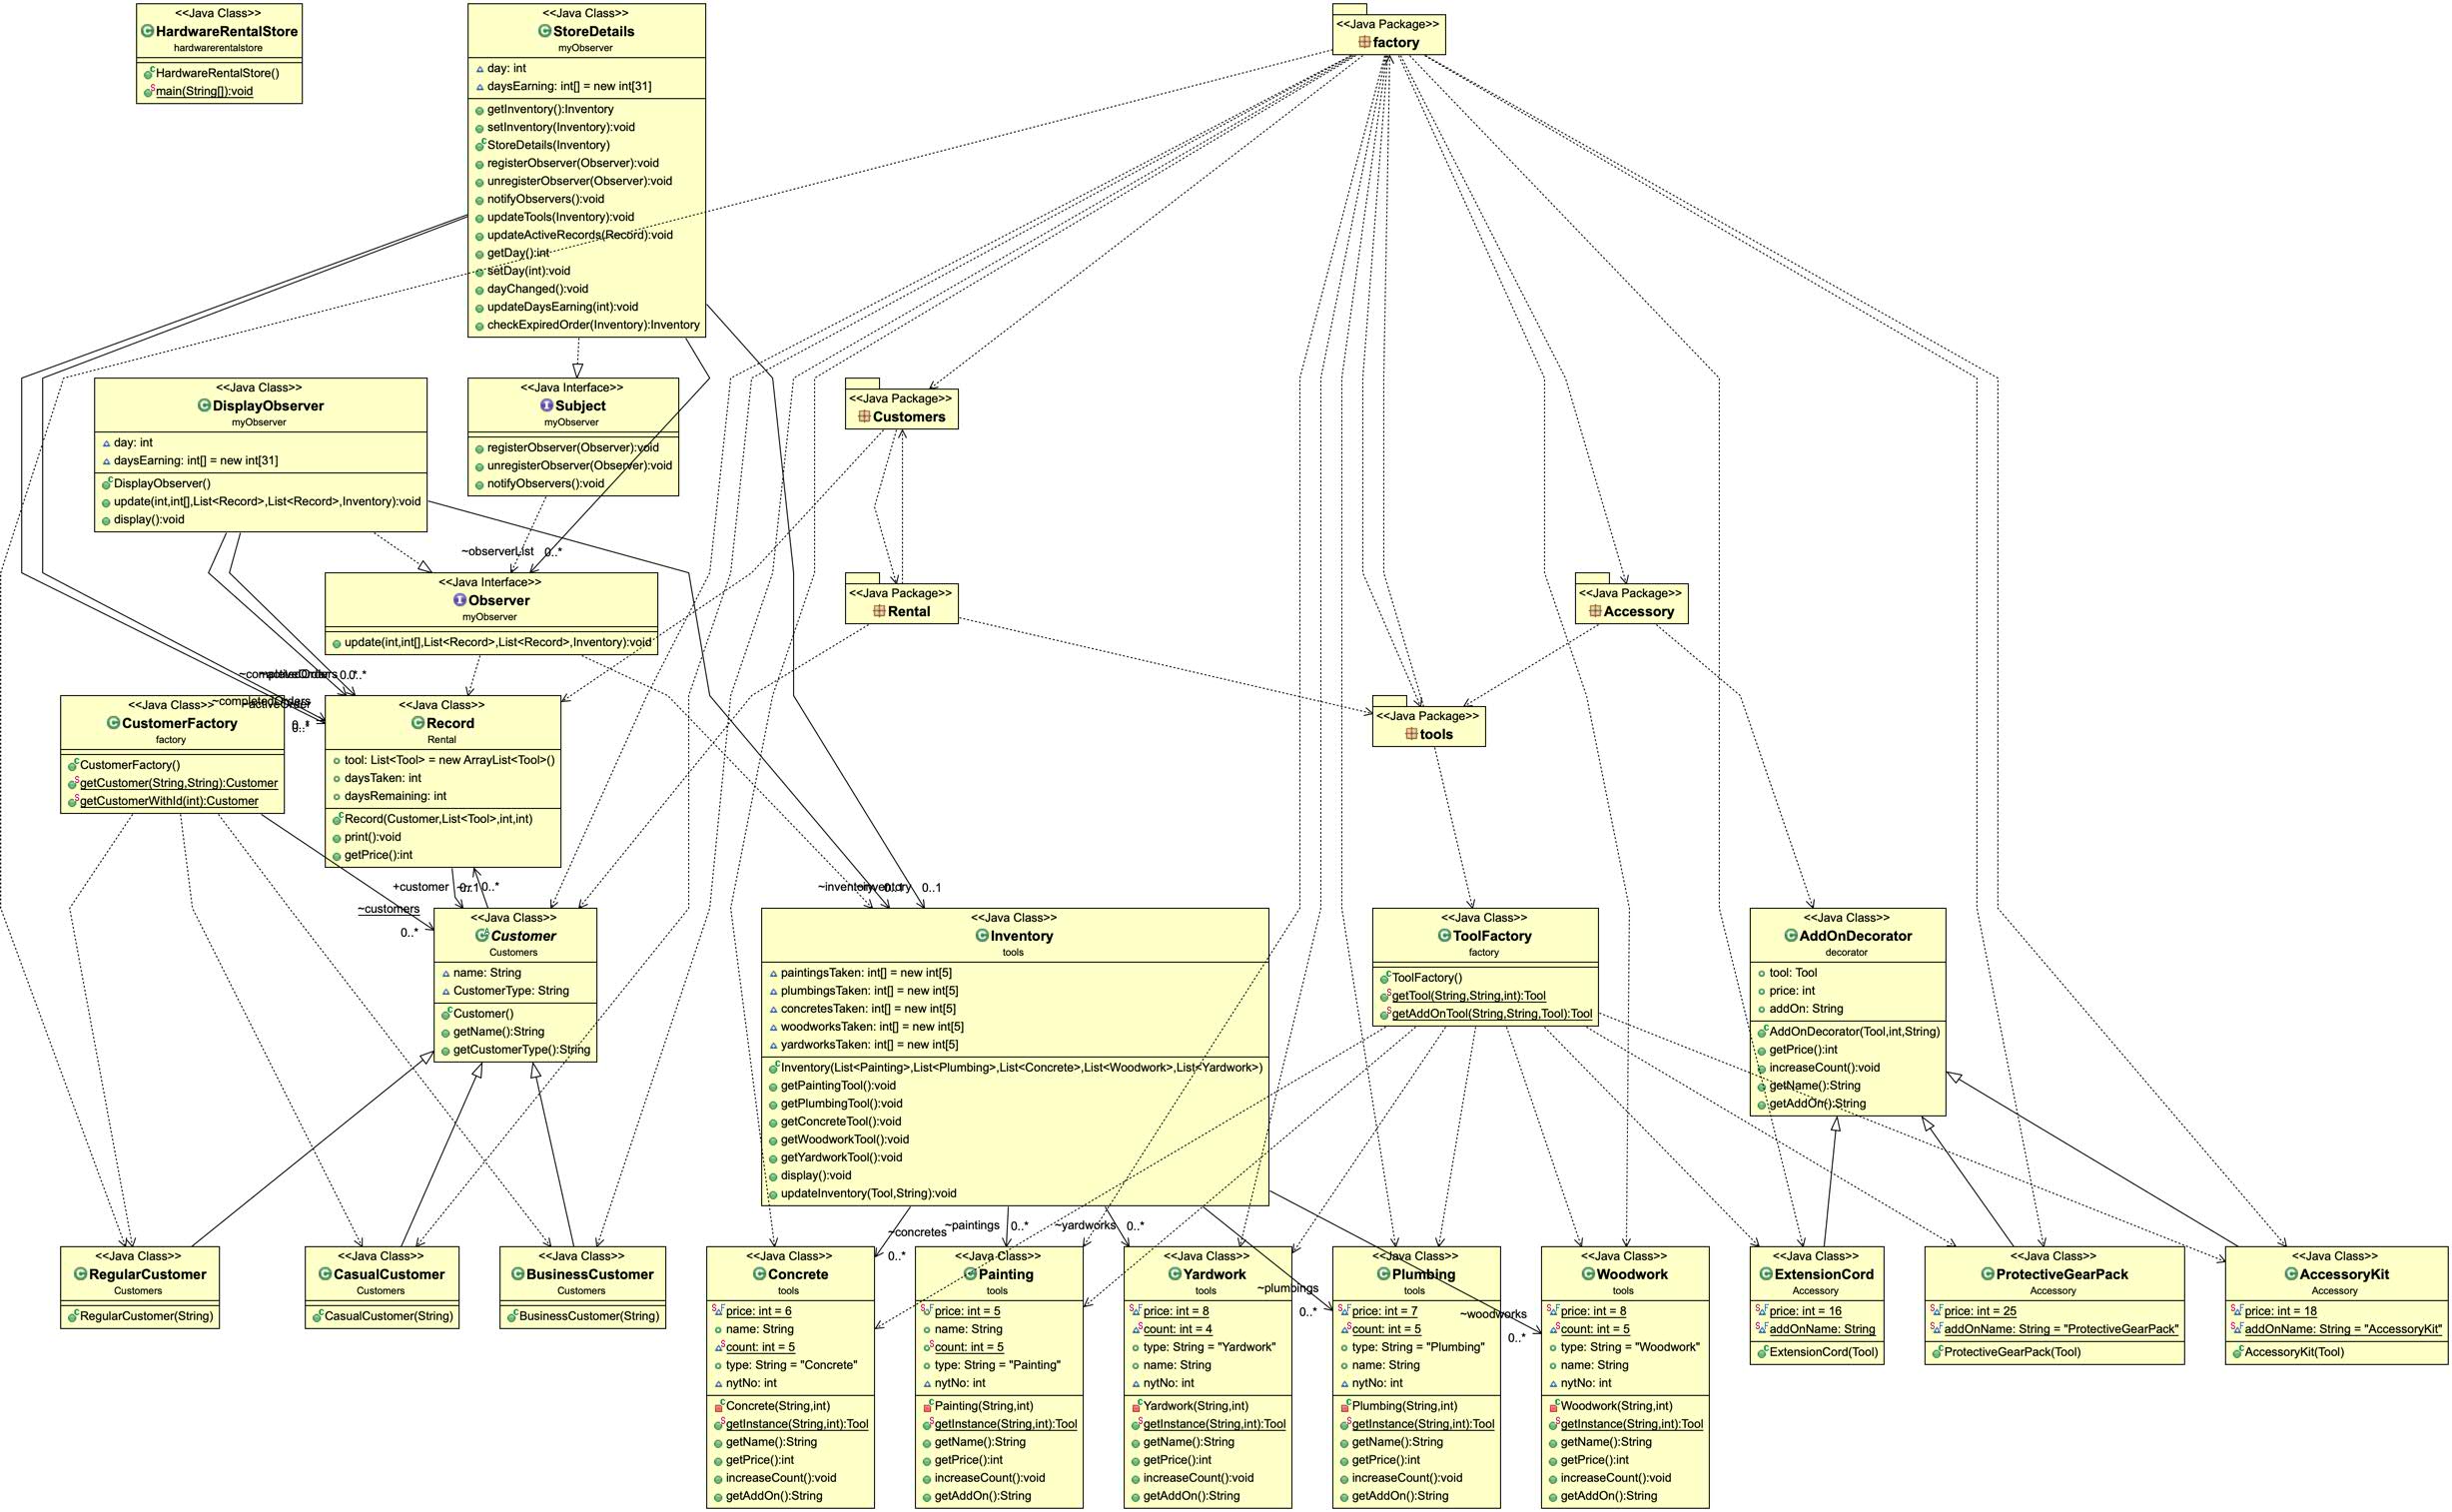 <<Java Class>>
HardwareRentalStore
hardwarerentalstore
HardwareRentalStore()
main(String[]):void
<<Java Class>>
StoreDetails
myObserver
day: int
daysEarning: int[] = new int[31]
getInventory():Inventory
setInventory(Inventory):void
StoreDetails(Inventory)
registerObserver(Observer):void
unregisterObserver(Observer):void
notifyObservers():void
updateTools(Inventory):void
updateActiveRecords(Record):void
getDay():int
setDay(int):void
dayChanged():void
updateDaysEarning(int):void
checkExpiredOrder(Inventory):Inventory
<<Java Package>>
factory
<<Java Class>>
DisplayObserver
myObserver
day: int
daysEarning: int[] = new int[31]
DisplayObserver()
update(int,int[],List<Record>,List<Record>,Inventory):void
display():void
<<Java Interface>>
Subject
myObserver
registerObserver(Observer):void
unregisterObserver(Observer):void
notifyObservers():void
<<Java Package>>
Customers
~observerList 0..*
<<Java Interface>>
Observer
myObserver
update(int,int[],List<Record>,List<Record>,Inventory):void
<<Java Package>>
Rental
<<Java Package>>
Accessory
~completedOrders
0..*
<<Java Class>>
CustomerFactory
factory
CustomerFactory()
getCustomer(String,String):Customer
getCustomerWithId(int):Customer
<<Java Class>>
Record
Rental
tool: List<Tool> = new ArrayList<Tool>()
daysTaken: int
daysRemaining: int
Record(Customer,List<Tool>,int,int)
print():void
getPrice():int
<<Java Package>>
tools
+customer
0..*
~customers
0..*
~inventory
0..1
<<Java Class>>
Customer
Customers
name: String
CustomerType: String
Customer()
getName():String
getCustomerType():String
<<Java Class>>
Inventory
tools
paintingsTaken: int[] = new int[5]
plumbingsTaken: int[] = new int[5]
concretesTaken: int[] = new int[5]
woodworksTaken: int[] = new int[5]
yardworksTaken: int[] = new int[5]
Inventory(List<Painting>,List<Plumbing>,List<Concrete>,List<Woodwork>,List<Yardwork>)
getPaintingTool():void
getPlumbingTool():void
getConcreteTool():void
getWoodworkTool():void
getYardworkTool():void
display():void
updateInventory(Tool,String):void
<<Java Class>>
ToolFactory
factory
ToolFactory()
getTool(String,String,int):Tool
getAddOnTool(String,String,Tool):Tool
<<Java Class>>
AddOnDecorator
decorator
tool: Tool
price: int
addOn: String
AddOnDecorator(Tool,int,String)
getPrice():int
increaseCount():void
getName():String
getAddOn():String
~concretes
0..*
~paintings 0..*
~yardworks 0..*
~plumbings
0..*
~woodworks
0..*
<<Java Class>>
RegularCustomer
Customers
RegularCustomer(String)
<<Java Class>>
CasualCustomer
Customers
CasualCustomer(String)
<<Java Class>>
BusinessCustomer
Customers
BusinessCustomer(String)
<<Java Class>>
Concrete
tools
price: int = 6
name: String
count: int = 5
type: String = "Concrete"
nytNo: int
Concrete(String,int)
getInstance(String,int):Tool
getName():String
getPrice():int
increaseCount():void
getAddOn():String
<<Java Class>>
Painting
tools
price: int = 5
name: String
count: int = 5
type: String = "Painting"
nytNo: int
Painting(String,int)
getInstance(String,int):Tool
getName():String
getPrice():int
increaseCount():void
getAddOn():String
<<Java Class>>
Yardwork
tools
price: int = 8
count: int = 4
type: String = "Yardwork"
name: String
nytNo: int
Yardwork(String,int)
getInstance(String,int):Tool
getName():String
getPrice():int
increaseCount():void
getAddOn():String
<<Java Class>>
Plumbing
tools
price: int = 7
count: int = 5
type: String = "Plumbing"
name: String
nytNo: int
Plumbing(String,int)
getInstance(String,int):Tool
getName():String
getPrice():int
increaseCount():void
getAddOn():String
<<Java Class>>
Woodwork
tools
price: int = 8
count: int = 5
type: String = "Woodwork"
name: String
nytNo: int
Woodwork(String,int)
getInstance(String,int):Tool
getName():String
getPrice():int
increaseCount():void
getAddOn():String
<<Java Class>>
ExtensionCord
Accessory
price: int = 16
addOnName: String
ExtensionCord(Tool)
<<Java Class>>
ProtectiveGearPack
Accessory
price: int = 25
addOnName: String = "ProtectiveGearPack"
ProtectiveGearPack(Tool)
<<Java Class>>
AccessoryKit
Accessory
price: int = 18
addOnName: String = "AccessoryKit"
AccessoryKit(Tool)